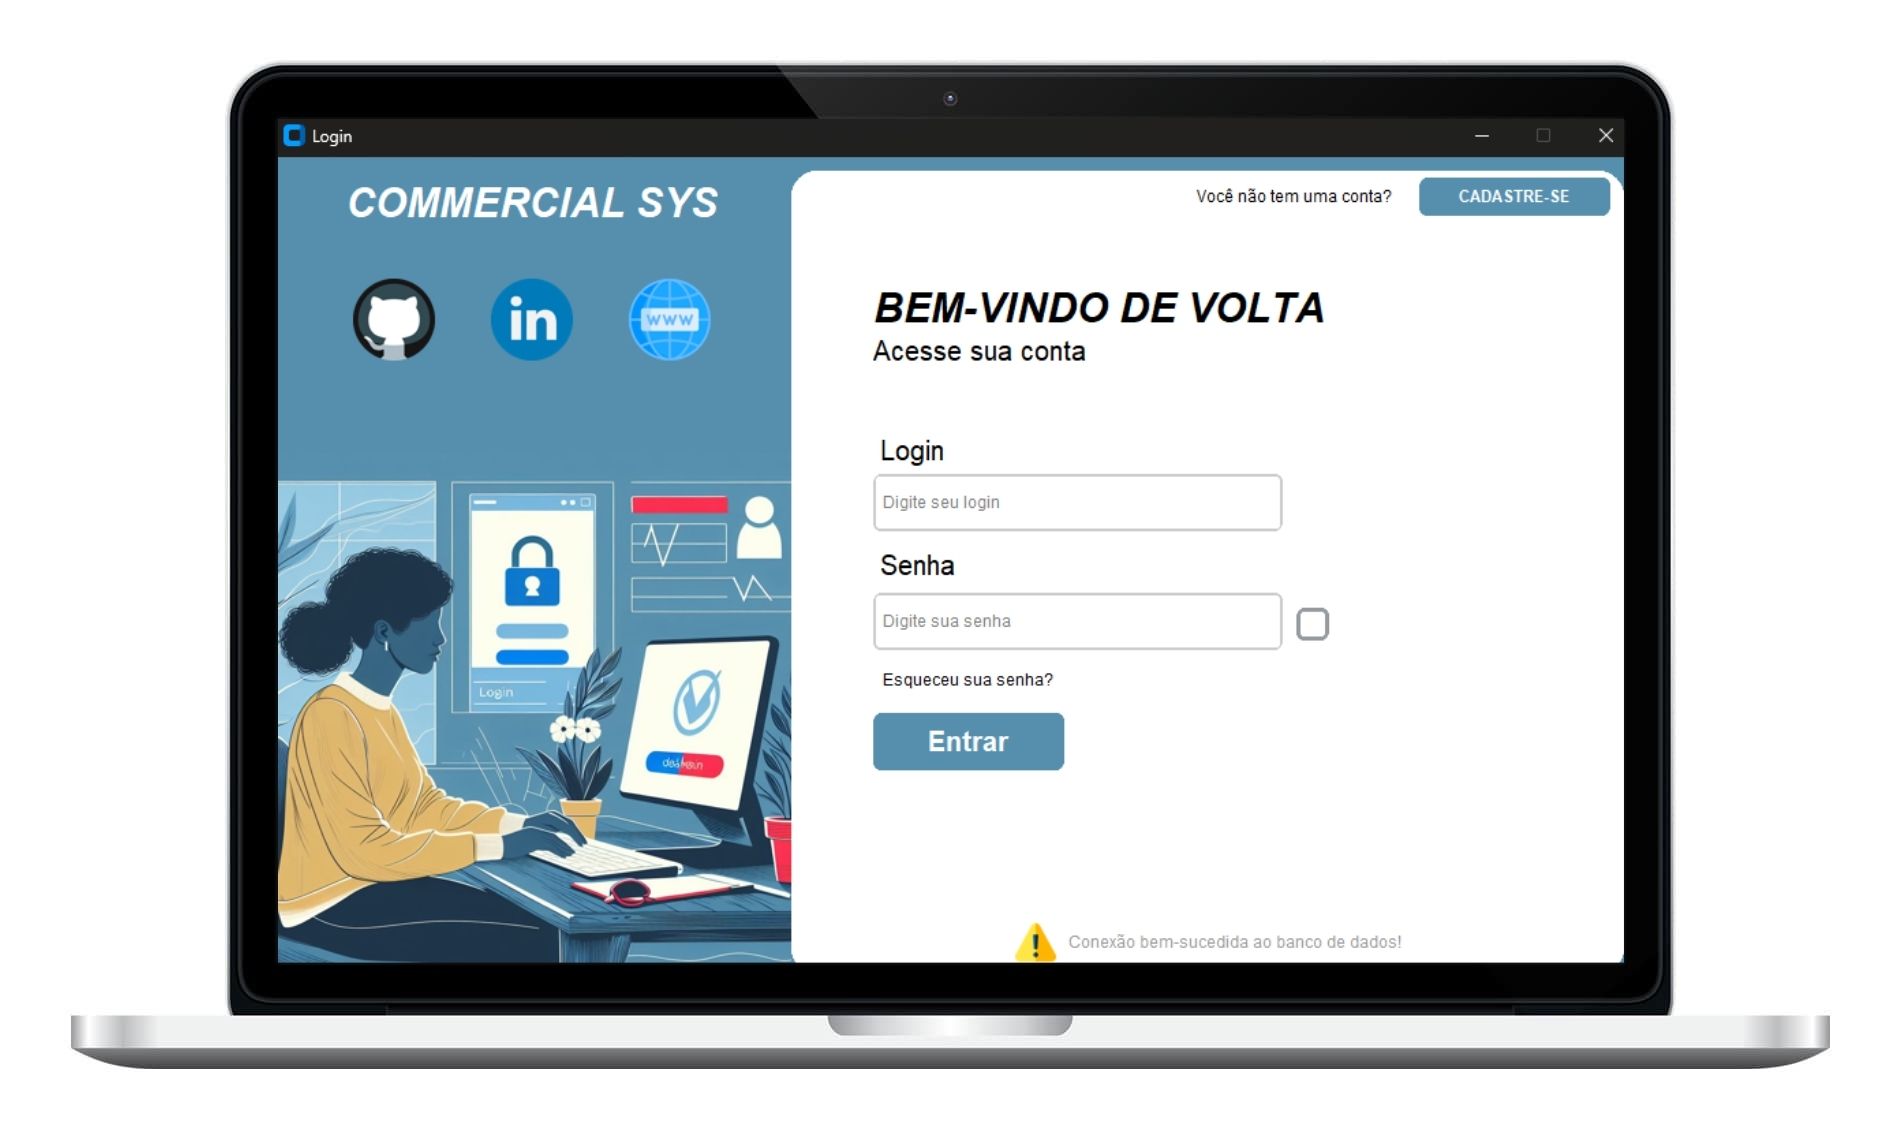 Login
COMMERCIAL SYS
in
www
Login
Você não tem uma conta?
CADASTRE-SE
BEM-VINDO DE VOLTA
Acesse sua conta
Login
Digite seu login
Senha
Digite sua senha
Esqueceu sua senha?
Entrar
Conexão bem-sucedida ao banco de dados!